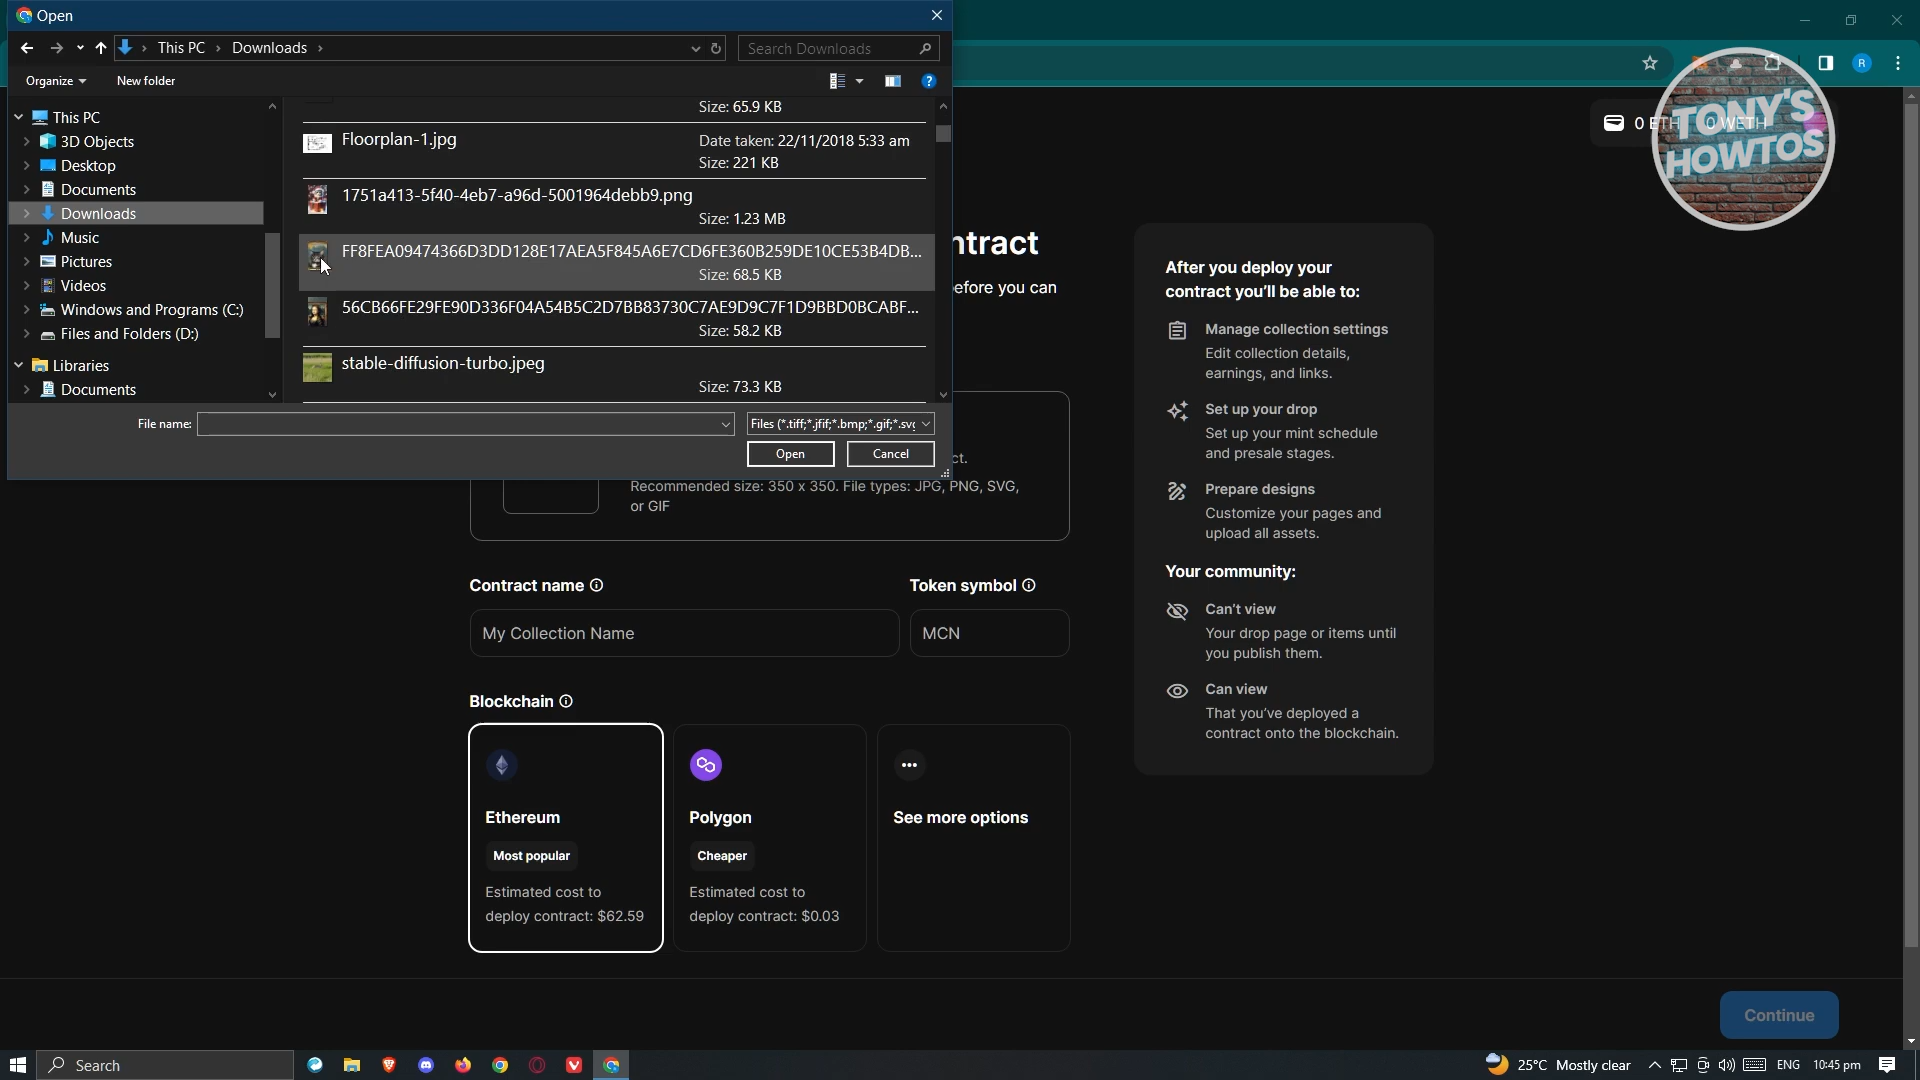 Open
This PC > Downloads >
Search Downloads
Organize
New folder
This PC
3D Objects
Desktop
Documents
Downloads
Music
Pictures
Videos
Windows and Programs (C:)
Files and Folders (D:)
Libraries
Documents
Size: 65.9 KB
Floorplan-1.jpg
Date taken: 22/11/2018 5:33 am
Size: 221 KB
1751a413-5f40-4eb7-a96d-5001964debb9.png
Size: 1.23 MB
FF8FEA09474366D3DD128E17AEA5F845A6E7CD6FE360B259DE10CE53B4DB...
Size: 68.5 KB
56CB66FE29FE90D336F04A54B5C2D7BB83730C7AE9D9C7F1D9BBD0BCABF...
Size: 58.2 KB
stable-diffusion-turbo.jpeg
Size: 73.3 KB
File name:
Files (*.tiff;*.jfif;*.bmp;*.gif;*.svg
Open
Cancel
R
0 ETH
0 WETH
TONY'S
HOWTOS
ntract
efore you can
ct.
Recommended size: 350 x 350. File types: JPG, PNG, SVG,
or GIF
Contract name
Token symbol
My Collection Name
MCN
Blockchain
Ethereum
Most popular
Estimated cost to
deploy contract: $62.59
Polygon
Cheaper
Estimated cost to
deploy contract: $0.03
See more options
After you deploy your
contract you'll be able to:
Manage collection settings
Edit collection details,
earnings, and links.
Set up your drop
Set up your mint schedule
and presale stages.
Prepare designs
Customize your pages and
upload all assets.
Your community:
Can't view
Your drop page or items until
you publish them.
Can view
That you've deployed a
contract onto the blockchain.
Continue
Search
25°C Mostly clear
ENG
10:45 pm